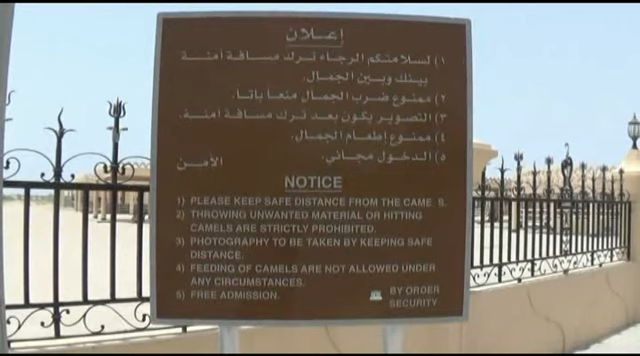 إعلان
١) لسلامتكم الرجاء ترك مسافة آمنة
بينك وبين الجمال.
٢) ممنوع ضرب الجمال منعاً باتا.
٣) التصوير يكون بعد ترك مسافة آمنة.
٤) ممنوع إطعام الجمال.
٥) الدخول مجاني.
الأمن
NOTICE
1) PLEASE KEEP SAFE DISTANCE FROM THE CAME S.
2) THROWING UNWANTED MATERIAL OR HITTING
CAMELS ARE STRICTLY PROHIBITED.
3) PHOTOGRAPHY TO BE TAKEN BY KEEPING SAFE
DISTANCE.
4) FEEDING OF CAMELS ARE NOT ALLOWED UNDER
ANY CIRCUMSTANCES.
5) FREE ADMISSION.
BY ORDER
SECURITY